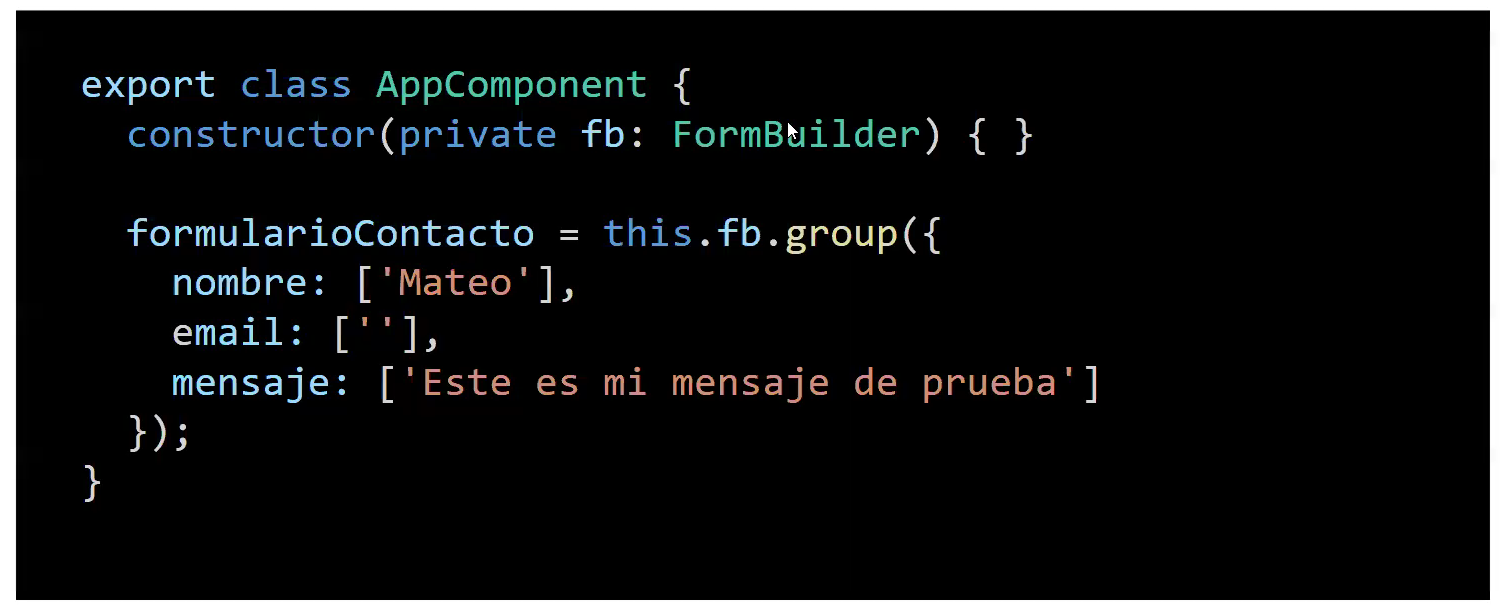 export class AppComponent {
constructor(private fb: FormBuilder) { }
formularioContacto = this.fb.group({
nombre: ['Mateo'],
email: [''],
mensaje: ['Este es mi mensaje de prueba']
});
}